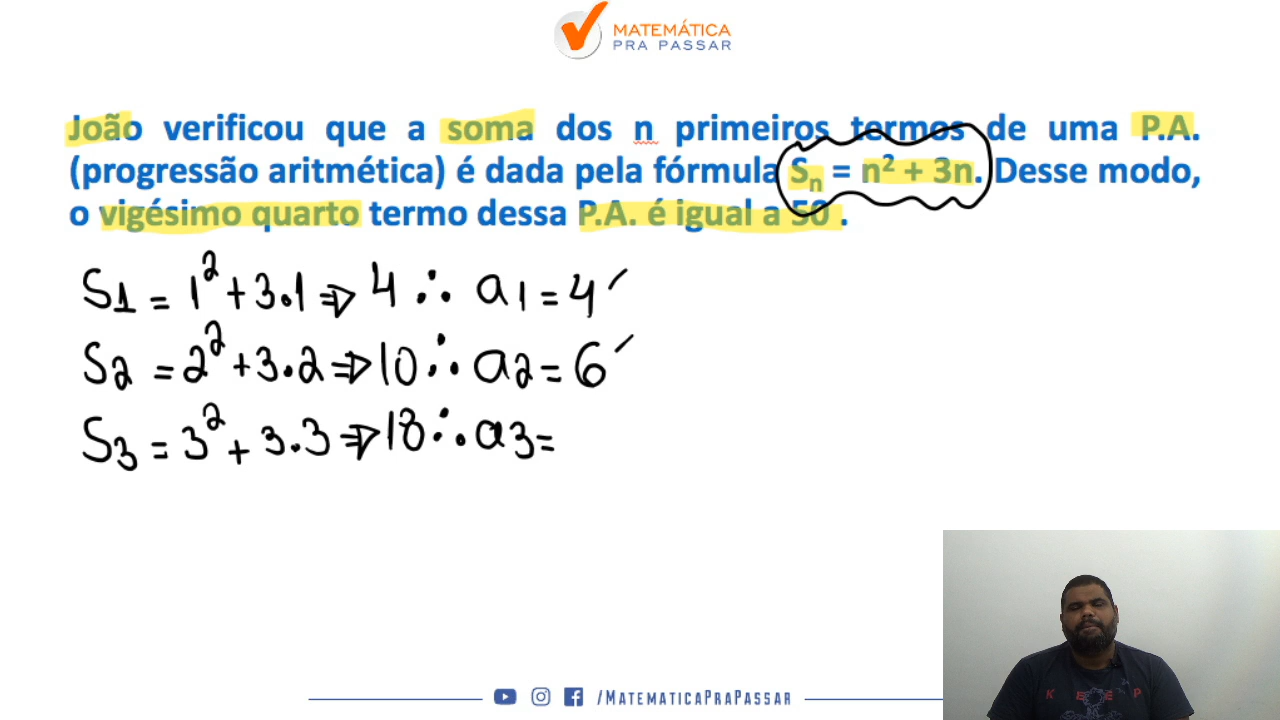 MATEMÁTICA
PRA PASSAR
João verificou que a soma dos n primeiros termos de uma P.A.
(progressão aritmética) é dada pela fórmula Sₙ = n² + 3n. Desse modo,
o vigésimo quarto termo dessa P.A. é igual a 50 .
S₁ = 1² + 3.1 ⇒ 4 ∴ a₁ = 4
S₂ = 2² + 3.2 ⇒ 10 ∴ a₂ = 6
S₃ = 3² + 3.3 ⇒ 18 ∴ a₃ =
KEEP
/MATEMATICAPRAPASSAR